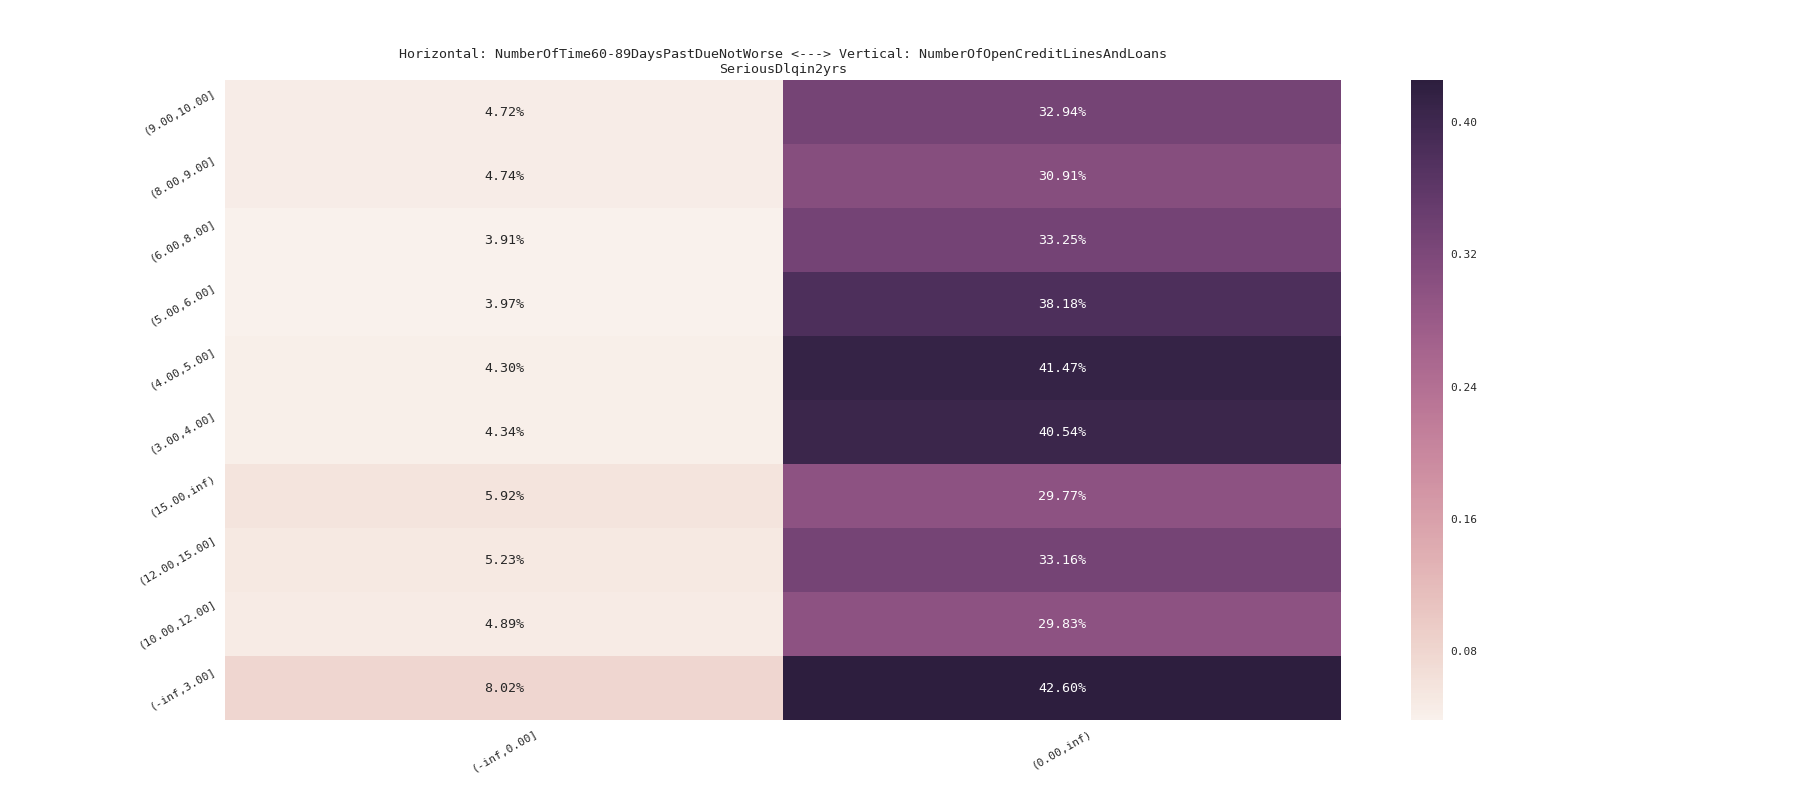 Horizontal: NumberOfTime60-89DaysPastDueNotWorse <---> Vertical: NumberOfOpenCreditLinesAndLoans
SeriousDlqin2yrs
(9.00,10.00] 4.72% 32.94%
(8.00,9.00] 4.74% 30.91%
(6.00,8.00] 3.91% 33.25%
(5.00,6.00] 3.97% 38.18%
(4.00,5.00] 4.30% 41.47%
(3.00,4.00] 4.34% 40.54%
(15.00,inf) 5.92% 29.77%
(12.00,15.00] 5.23% 33.16%
(10.00,12.00] 4.89% 29.83%
(-inf,3.00] 8.02% 42.60%
(-inf,0.00] (0.00,inf)
0.40
0.32
0.24
0.16
0.08